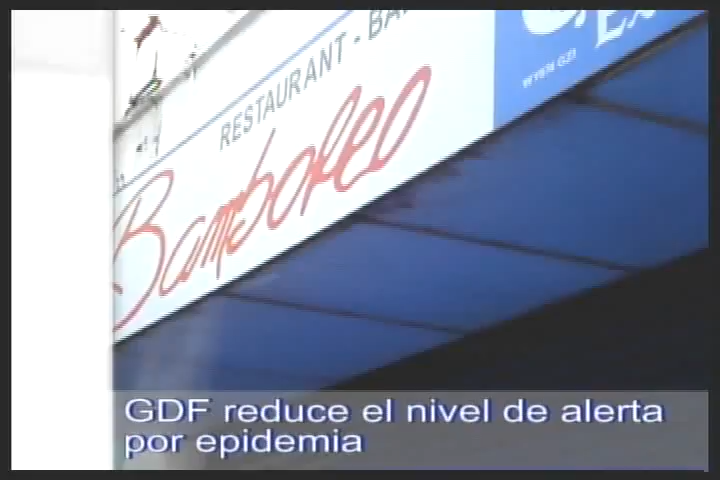 RESTAURANT - BA
Bamboleo
GDF reduce el nivel de alerta
por epidemia